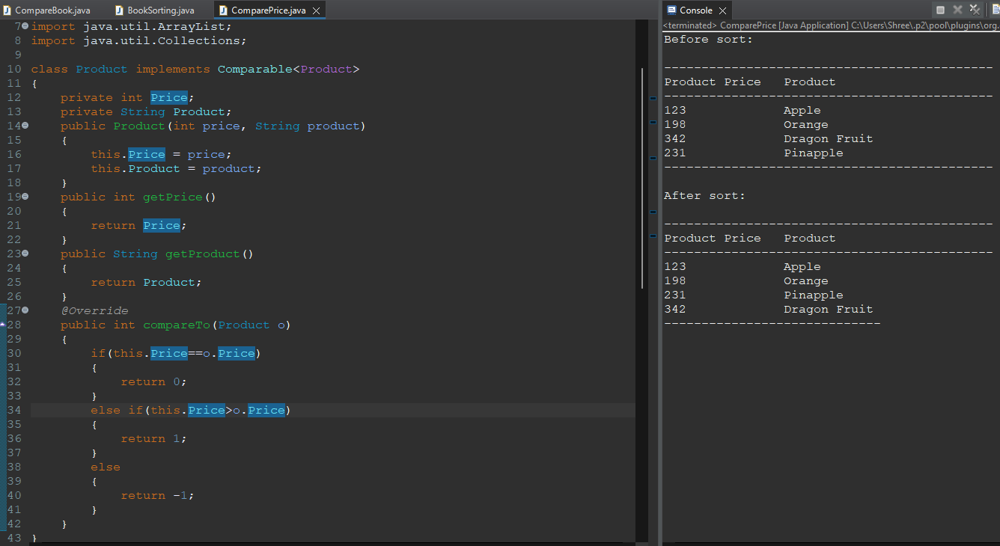 CompareBook.java BookSorting.java ComparePrice.java
7 import java.util.ArrayList;
8 import java.util.Collections;
9
10 class Product implements Comparable<Product>
11 {
12     private int Price;
13     private String Product;
14     public Product(int price, String product)
15     {
16         this.Price = price;
17         this.Product = product;
18     }
19     public int getPrice()
20     {
21         return Price;
22     }
23     public String getProduct()
24     {
25         return Product;
26     }
27     @Override
28     public int compareTo(Product o)
29     {
30         if(this.Price==o.Price)
31         {
32             return 0;
33         }
34         else if(this.Price>o.Price)
35         {
36             return 1;
37         }
38         else
39         {
40             return -1;
41         }
42     }
43 }
Console
<terminated> ComparePrice [Java Application] C:\Users\Shree\.p2\pool\plugins\org.
Before sort:
--------------------------------------------
Product Price   Product
--------------------------------------------
123             Apple
198             Orange
342             Dragon Fruit
231             Pinapple
--------------------------------------------
After sort:
--------------------------------------------
Product Price   Product
--------------------------------------------
123             Apple
198             Orange
231             Pinapple
342             Dragon Fruit
-----------------------------